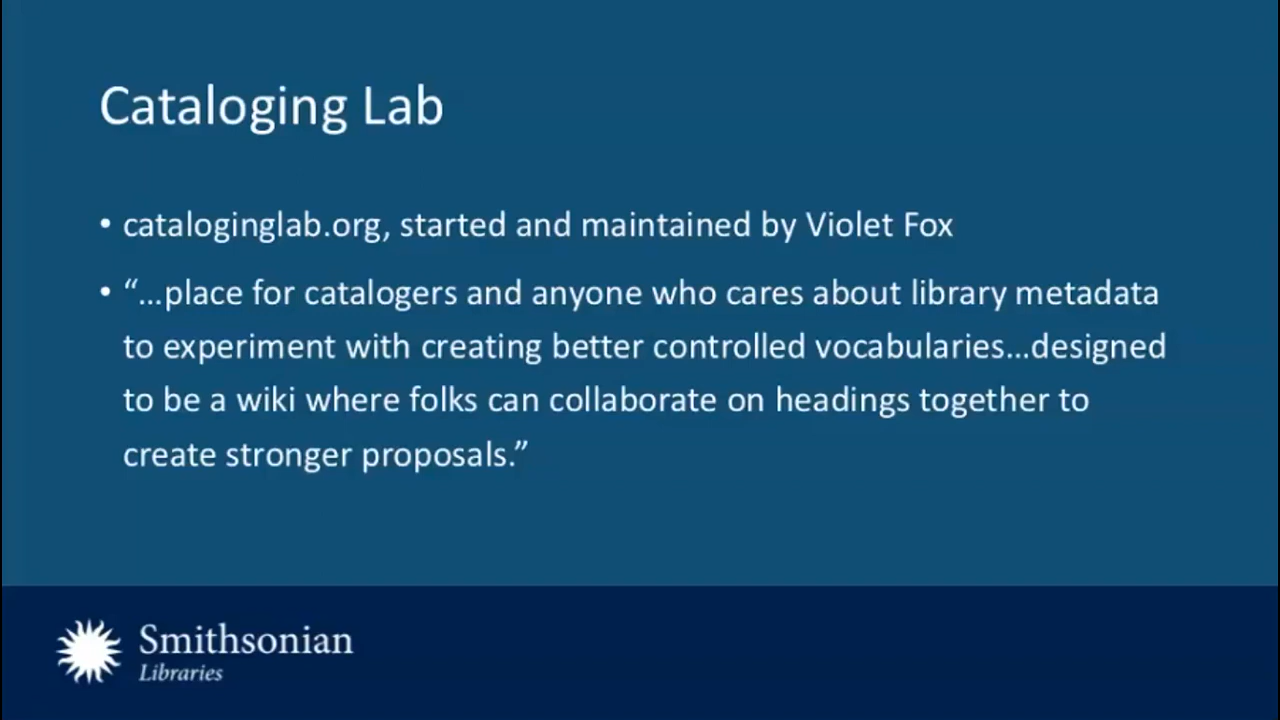 Cataloging Lab
• cataloginglab.org, started and maintained by Violet Fox
• “...place for catalogers and anyone who cares about library metadata
to experiment with creating better controlled vocabularies...designed
to be a wiki where folks can collaborate on headings together to
create stronger proposals.”
Smithsonian
Libraries